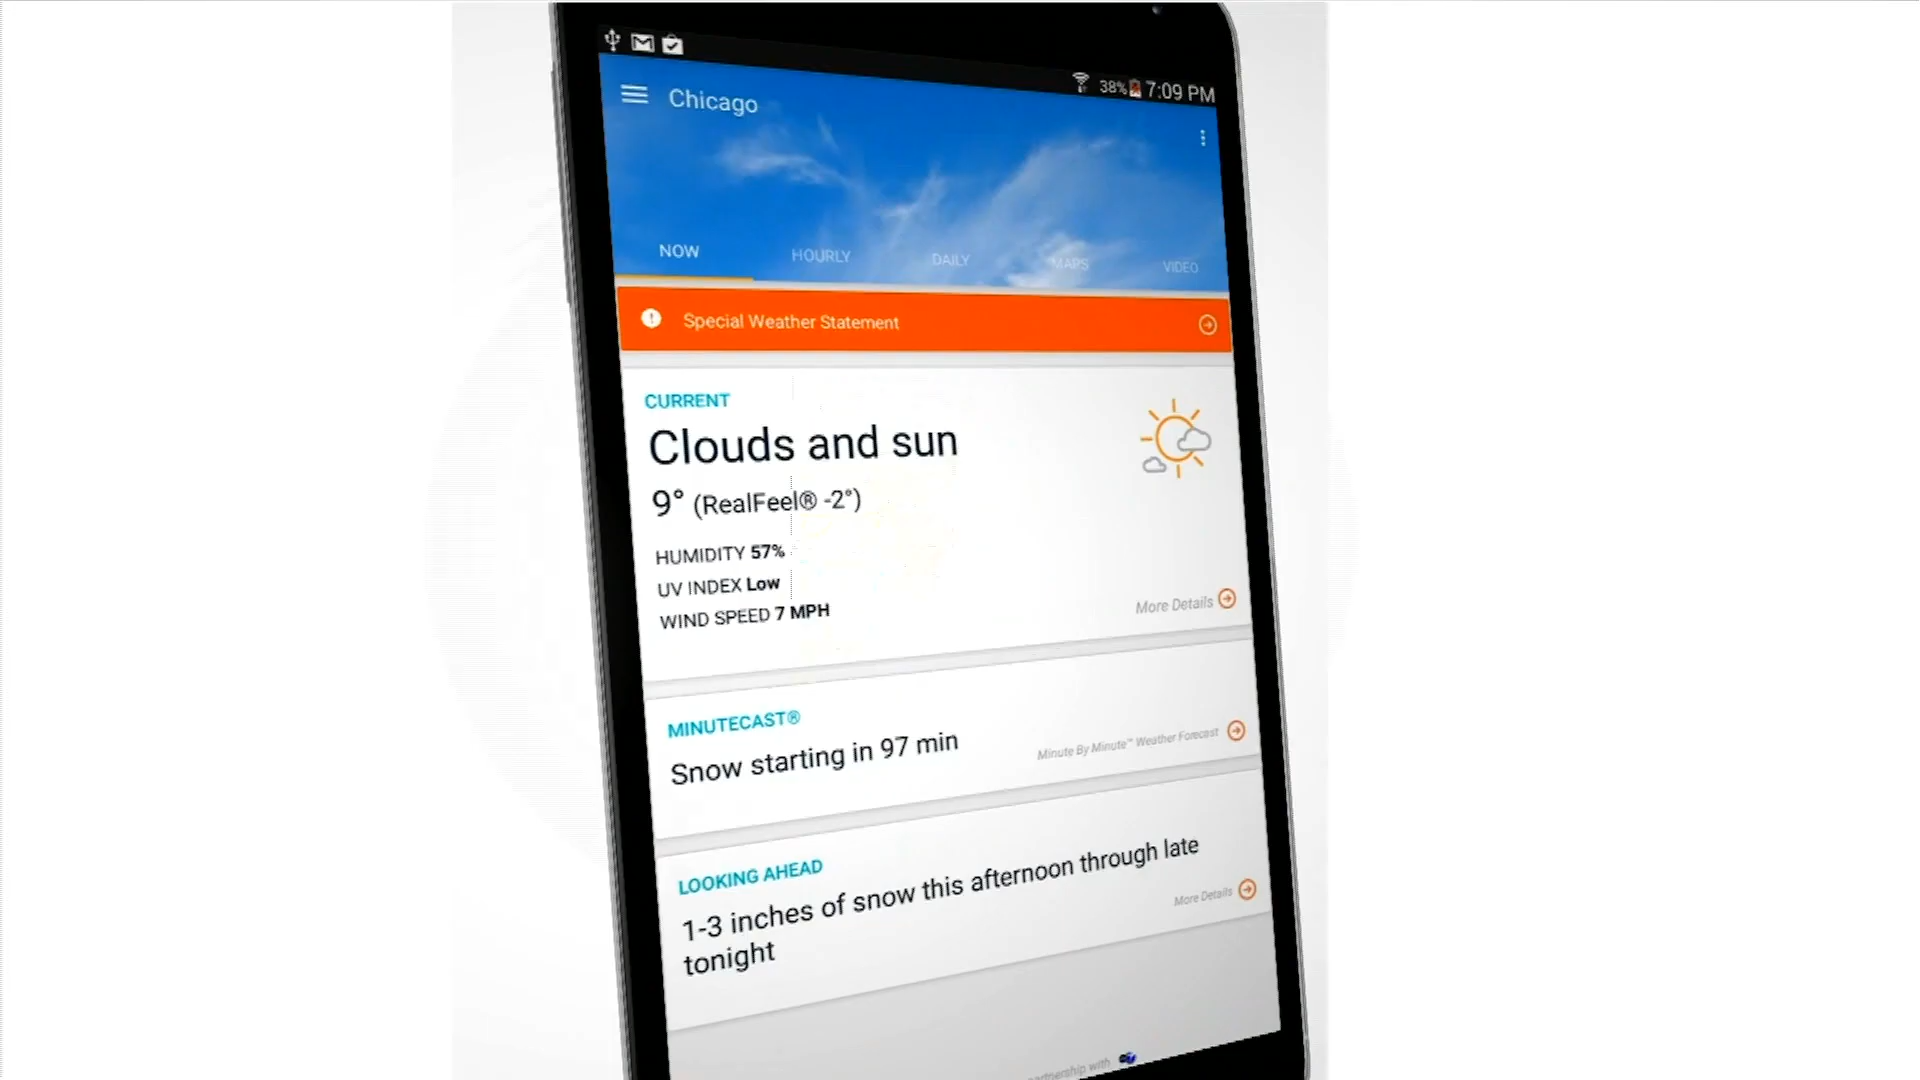 38% 7:09 PM
Chicago
NOW HOURLY DAILY MAPS VIDEO
Special Weather Statement
CURRENT
Clouds and sun
9° (RealFeel® -2°)
HUMIDITY 57%
UV INDEX Low
WIND SPEED 7 MPH
More Details
MINUTECAST®
Snow starting in 97 min
Minute By Minute™ Weather Forecast
LOOKING AHEAD
1-3 inches of snow this afternoon through late
tonight
More Details
with